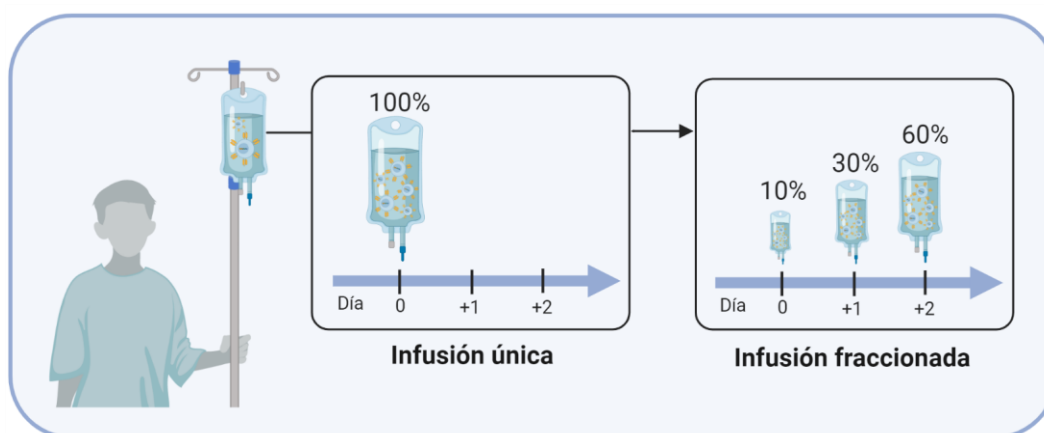 100%
Día 0 +1 +2
Infusión única
10%
30%
60%
Día 0 +1 +2
Infusión fraccionada